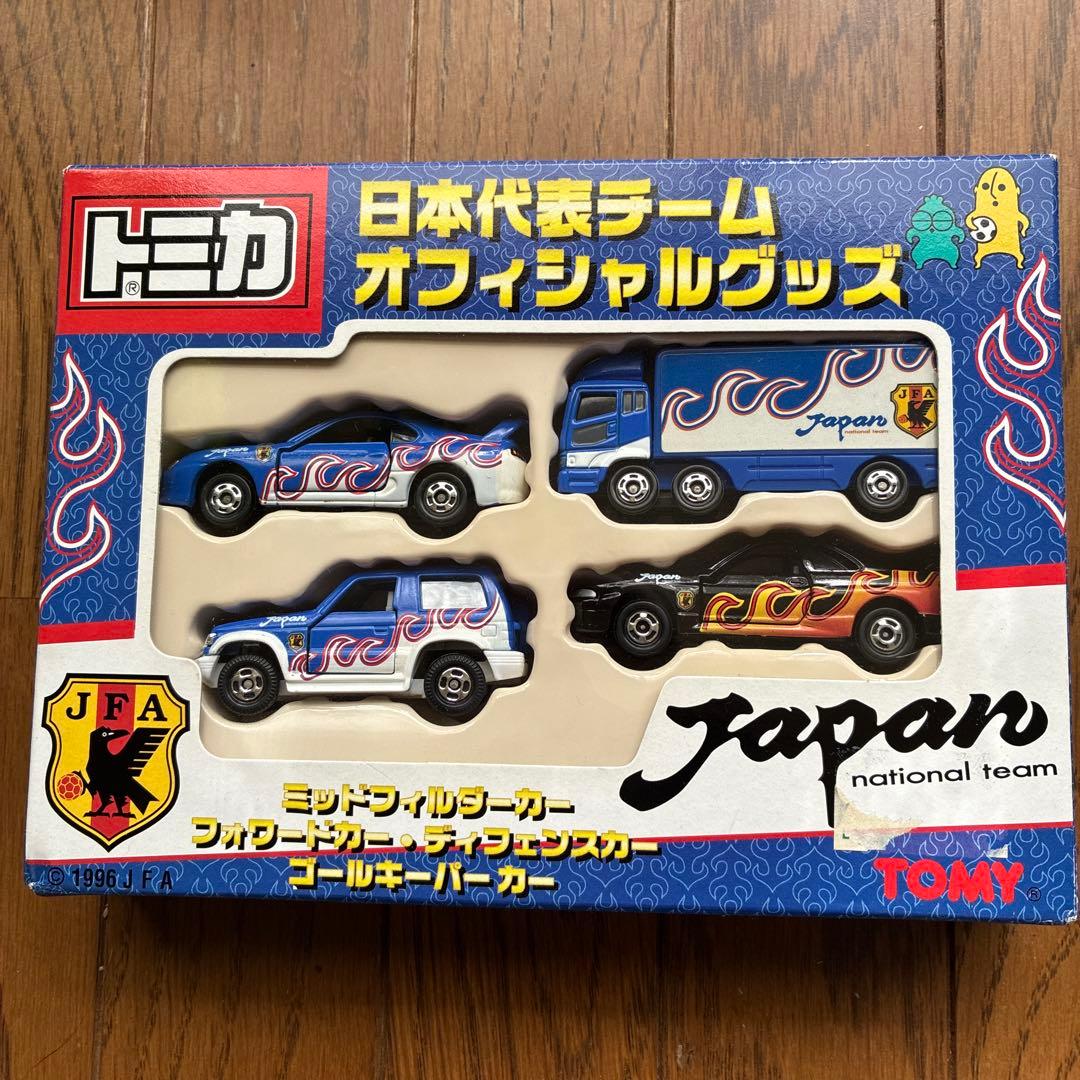 トミカ®
日本代表チーム
オフィシャルグッズ
Japan
national team
JFA
Japan
Japan
Japan
JFA
Japan
national team
ミッドフィルダーカー
フォワードカー・ディフェンスカー
ゴールキーパーカー
© 1996 J F A
TOMY®